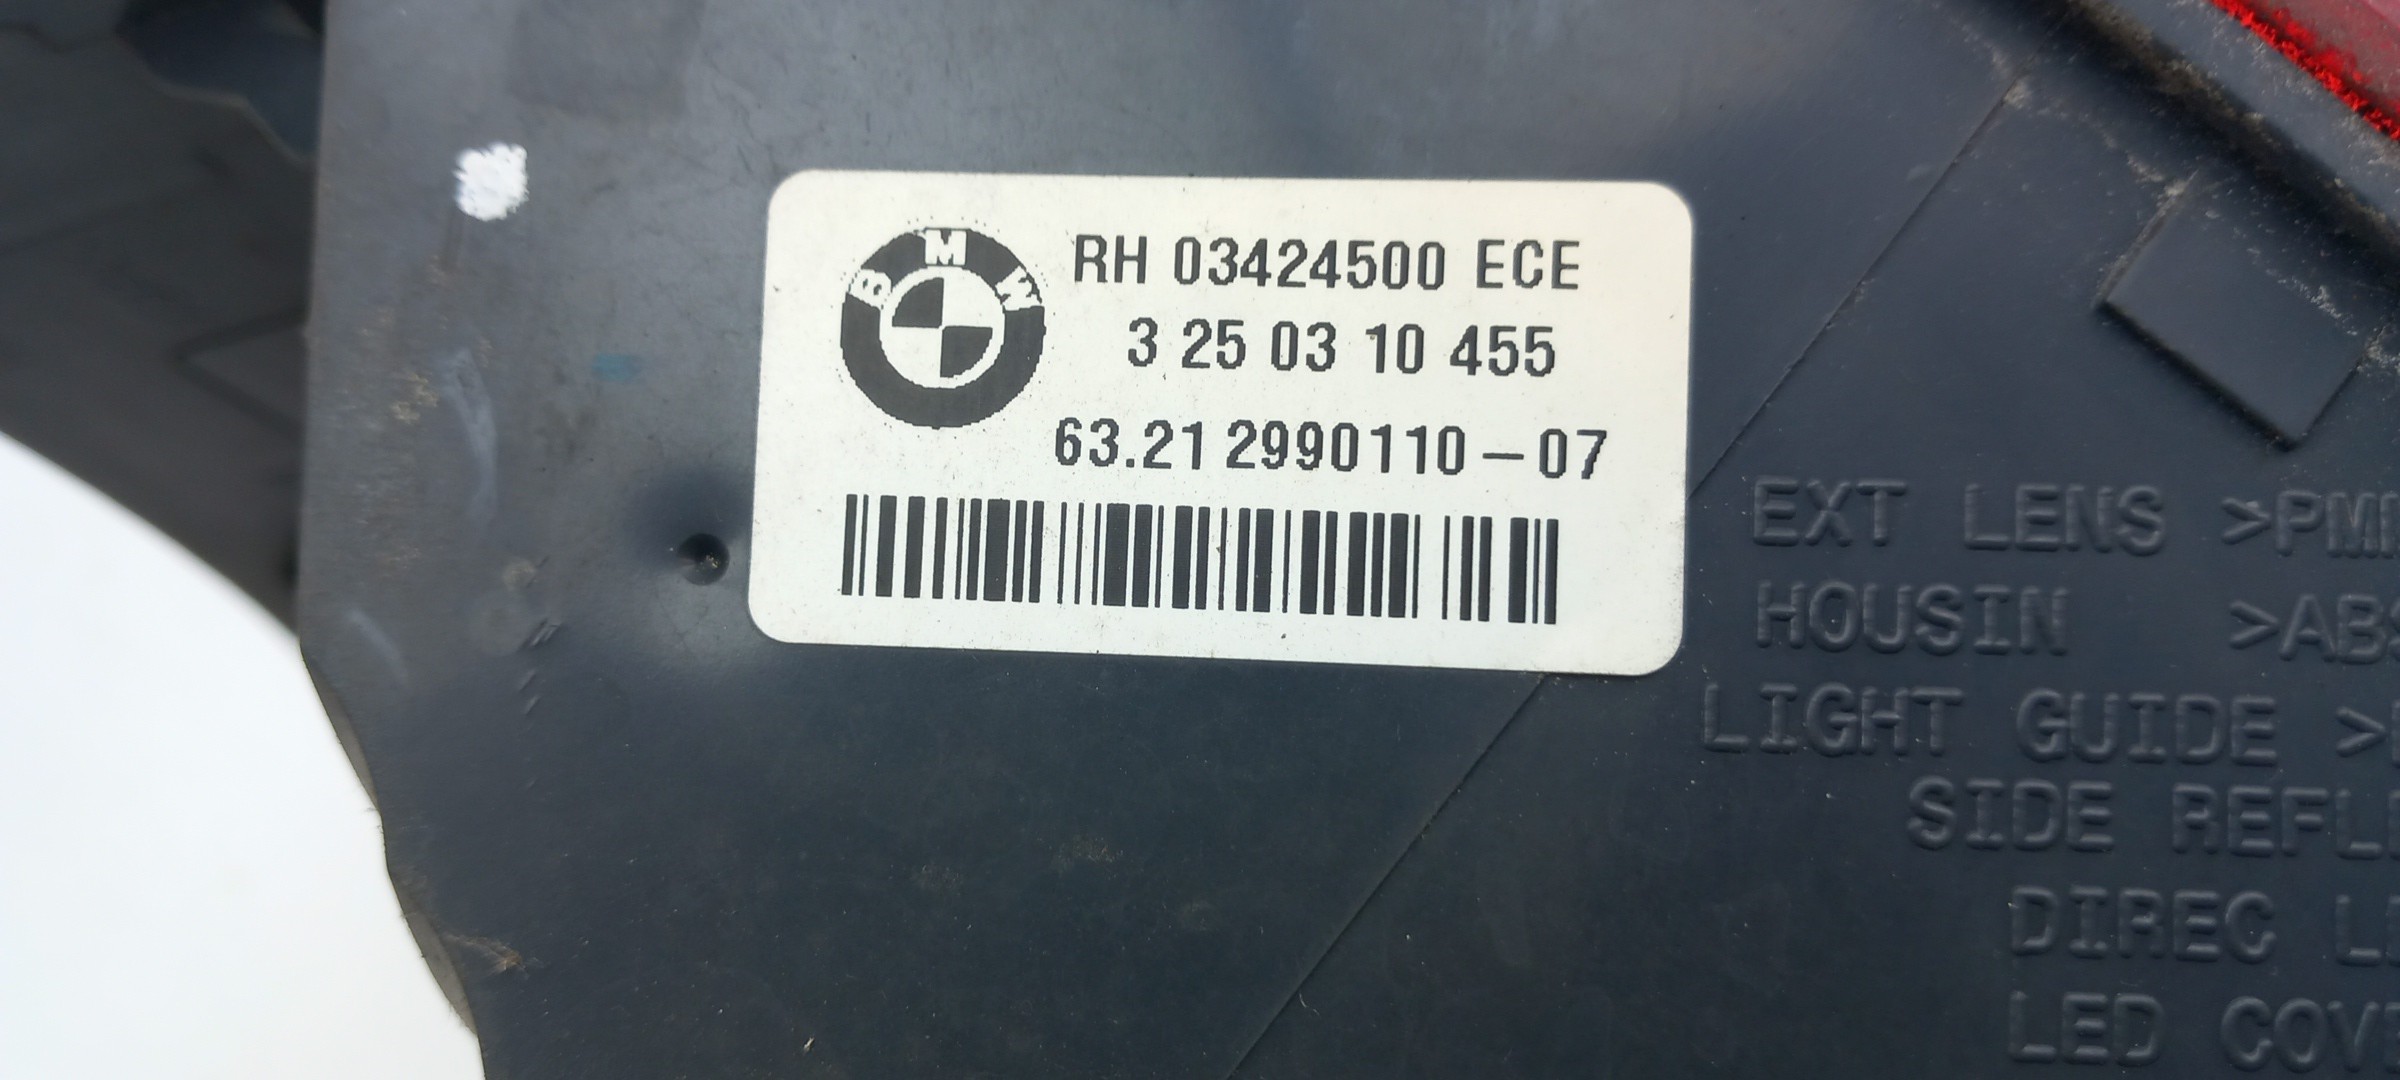 BMW
RH 03424500 ECE
3 25 03 10 455
63.21 2990110-07
EXT LENS
HOUSIN
LIGHT GUIDE >
SIDE
DIREC
LED